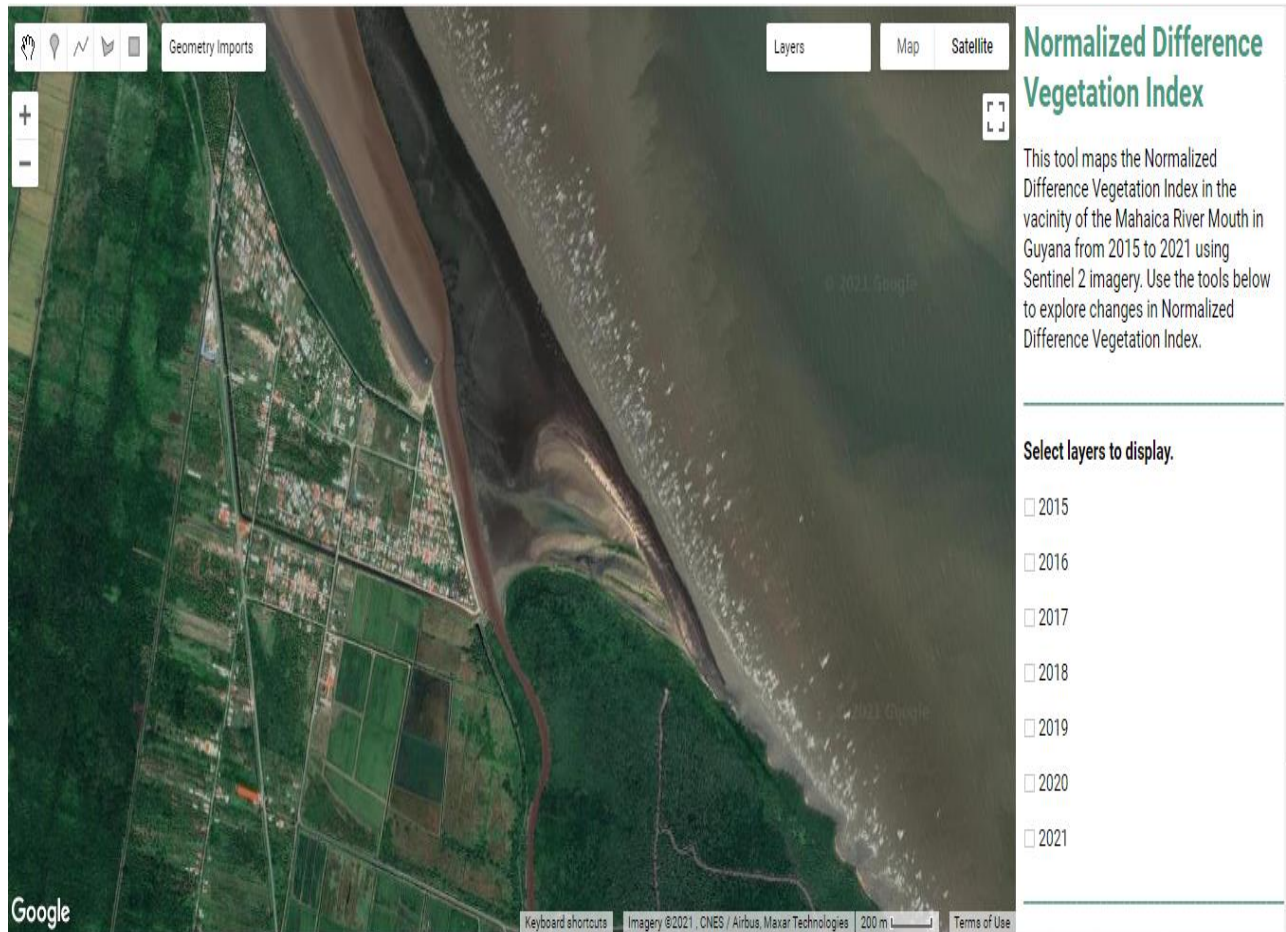 Geometry Imports
Layers
Map
Satellite
+
−
© 2021 Google
© 2021 Google
Google
Keyboard shortcuts
Imagery ©2021 , CNES / Airbus, Maxar Technologies
200 m
Terms of Use
Normalized Difference
Vegetation Index
This tool maps the Normalized
Difference Vegetation Index in the
vacinity of the Mahaica River Mouth in
Guyana from 2015 to 2021 using
Sentinel 2 imagery. Use the tools below
to explore changes in Normalized
Difference Vegetation Index.
Select layers to display.
2015
2016
2017
2018
2019
2020
2021